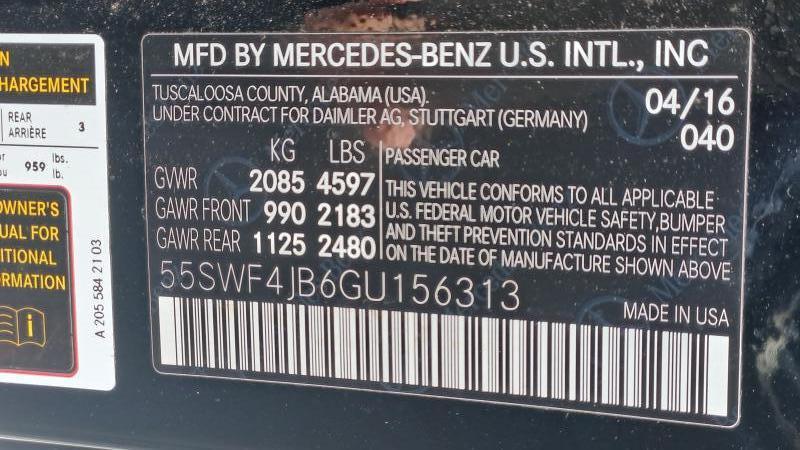 N
HARGEMENT
REAR
ARRIÈRE 3
or
ou 959 lbs.
lb.
OWNER'S
UAL FOR
ITIONAL
RMATION
i
A 205 584 21 03
MFD BY MERCEDES-BENZ U.S. INTL., INC
TUSCALOOSA COUNTY, ALABAMA (USA).
UNDER CONTRACT FOR DAIMLER AG, STUTTGART (GERMANY)
04/16
040
KG LBS
GVWR 2085 4597
GAWR FRONT 990 2183
GAWR REAR 1125 2480
PASSENGER CAR
THIS VEHICLE CONFORMS TO ALL APPLICABLE
U.S. FEDERAL MOTOR VEHICLE SAFETY,BUMPER
AND THEFT PREVENTION STANDARDS IN EFFECT
ON THE DATE OF MANUFACTURE SHOWN ABOVE
55SWF4JB6GU156313
MADE IN USA